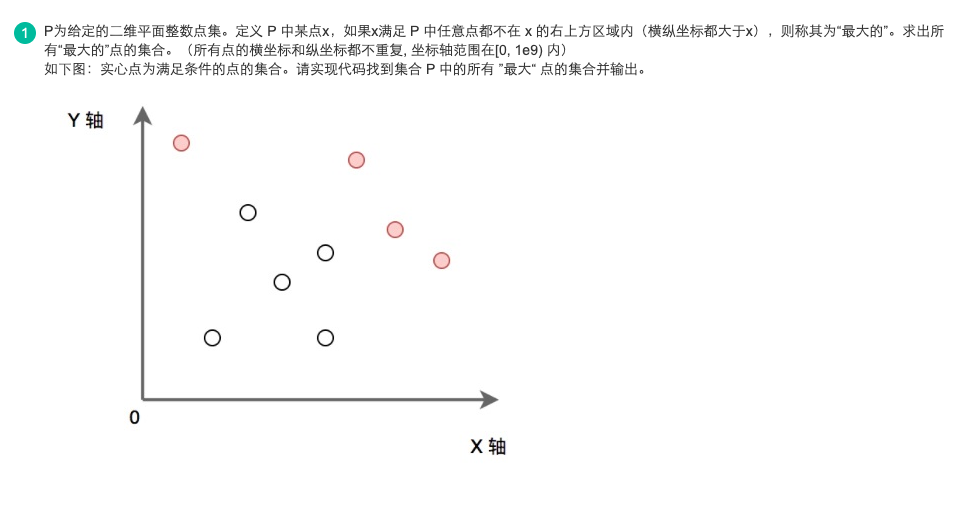 1 P为给定的二维平面整数点集。定义 P 中某点x，如果x满足 P 中任意点都不在 x 的右上方区域内（横纵坐标都大于x），则称其为“最大的”。求出所
有“最大的”点的集合。（所有点的横坐标和纵坐标都不重复, 坐标轴范围在[0, 1e9) 内）
如下图：实心点为满足条件的点的集合。请实现代码找到集合 P 中的所有 ”最大“ 点的集合并输出。
Y 轴
0
X 轴